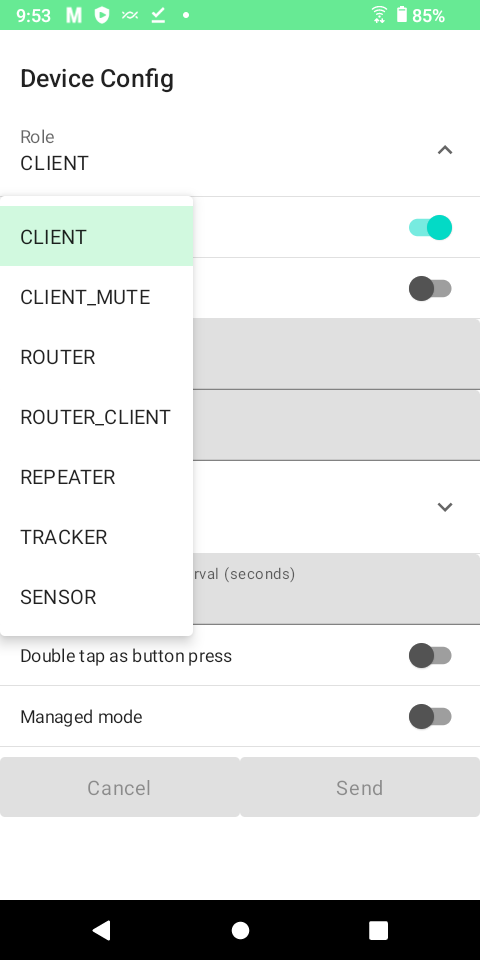 9:53
85%
Device Config
Role
CLIENT
CLIENT
CLIENT_MUTE
ROUTER
ROUTER_CLIENT
REPEATER
TRACKER
rval (seconds)
SENSOR
Double tap as button press
Managed mode
Cancel
Send